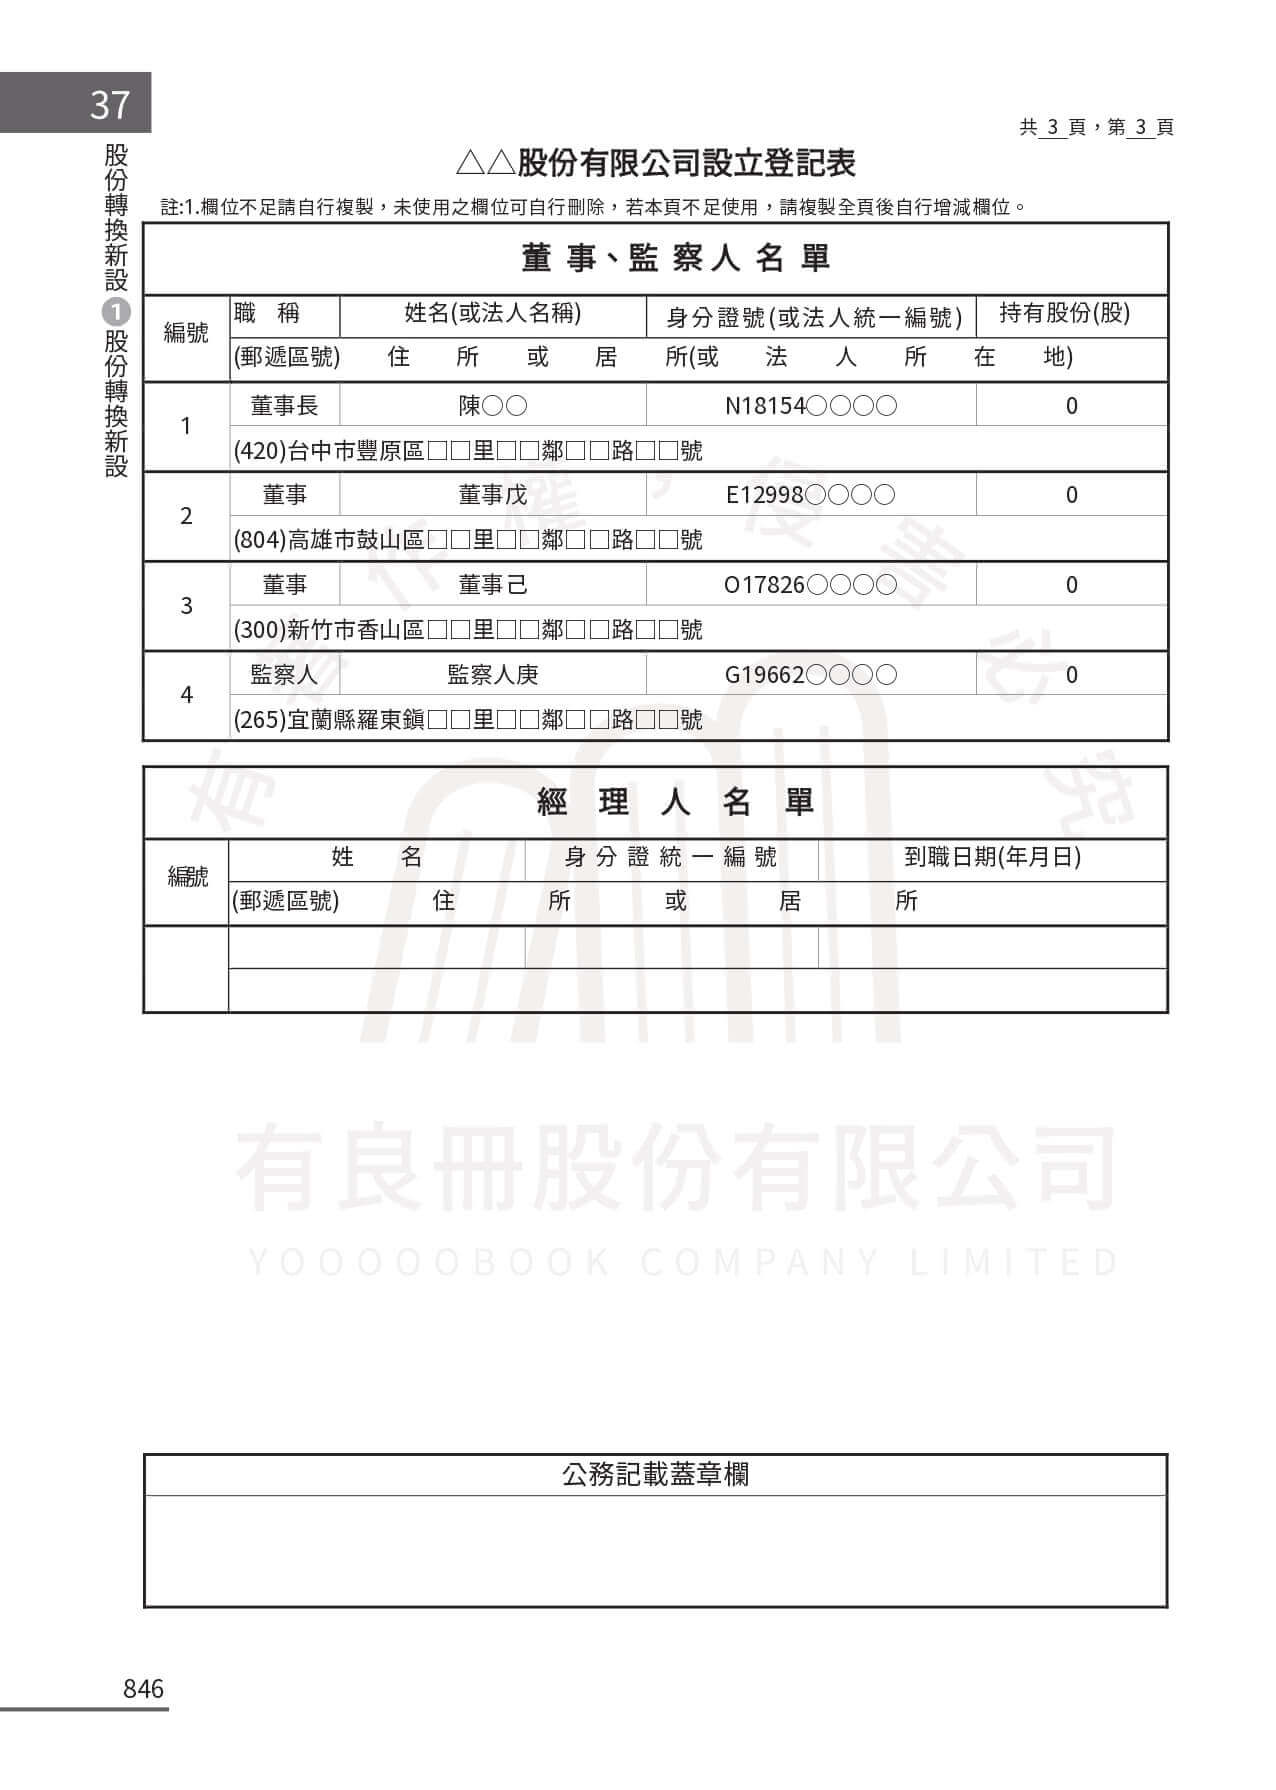 37
股份轉換新設 1 股份轉換新設
共 3 頁，第 3 頁
△△股份有限公司設立登記表
註:1.欄位不足請自行複製，未使用之欄位可自行刪除，若本頁不足使用，請複製全頁後自行增減欄位。
董事、監察人名單
編號 職 稱 姓名(或法人名稱) 身分證號(或法人統一編號) 持有股份(股)
(郵遞區號) 住 所 或 居 所(或 法 人 所 在 地)
1 董事長 陳○○ N18154○○○○ 0
(420)台中市豐原區□□里□□鄰□□路□□號
2 董事 董事戊 E12998○○○○ 0
(804)高雄市鼓山區□□里□□鄰□□路□□號
3 董事 董事己 O17826○○○○ 0
(300)新竹市香山區□□里□□鄰□□路□□號
4 監察人 監察人庚 G19662○○○○ 0
(265)宜蘭縣羅東鎮□□里□□鄰□□路□□號
經 理 人 名 單
編號 姓 名 身分證統一編號 到職日期(年月日)
(郵遞區號) 住 所 或 居 所
有著作權，侵害必究
有良冊股份有限公司
YOOOOOBOOK COMPANY LIMITED
公務記載蓋章欄
846